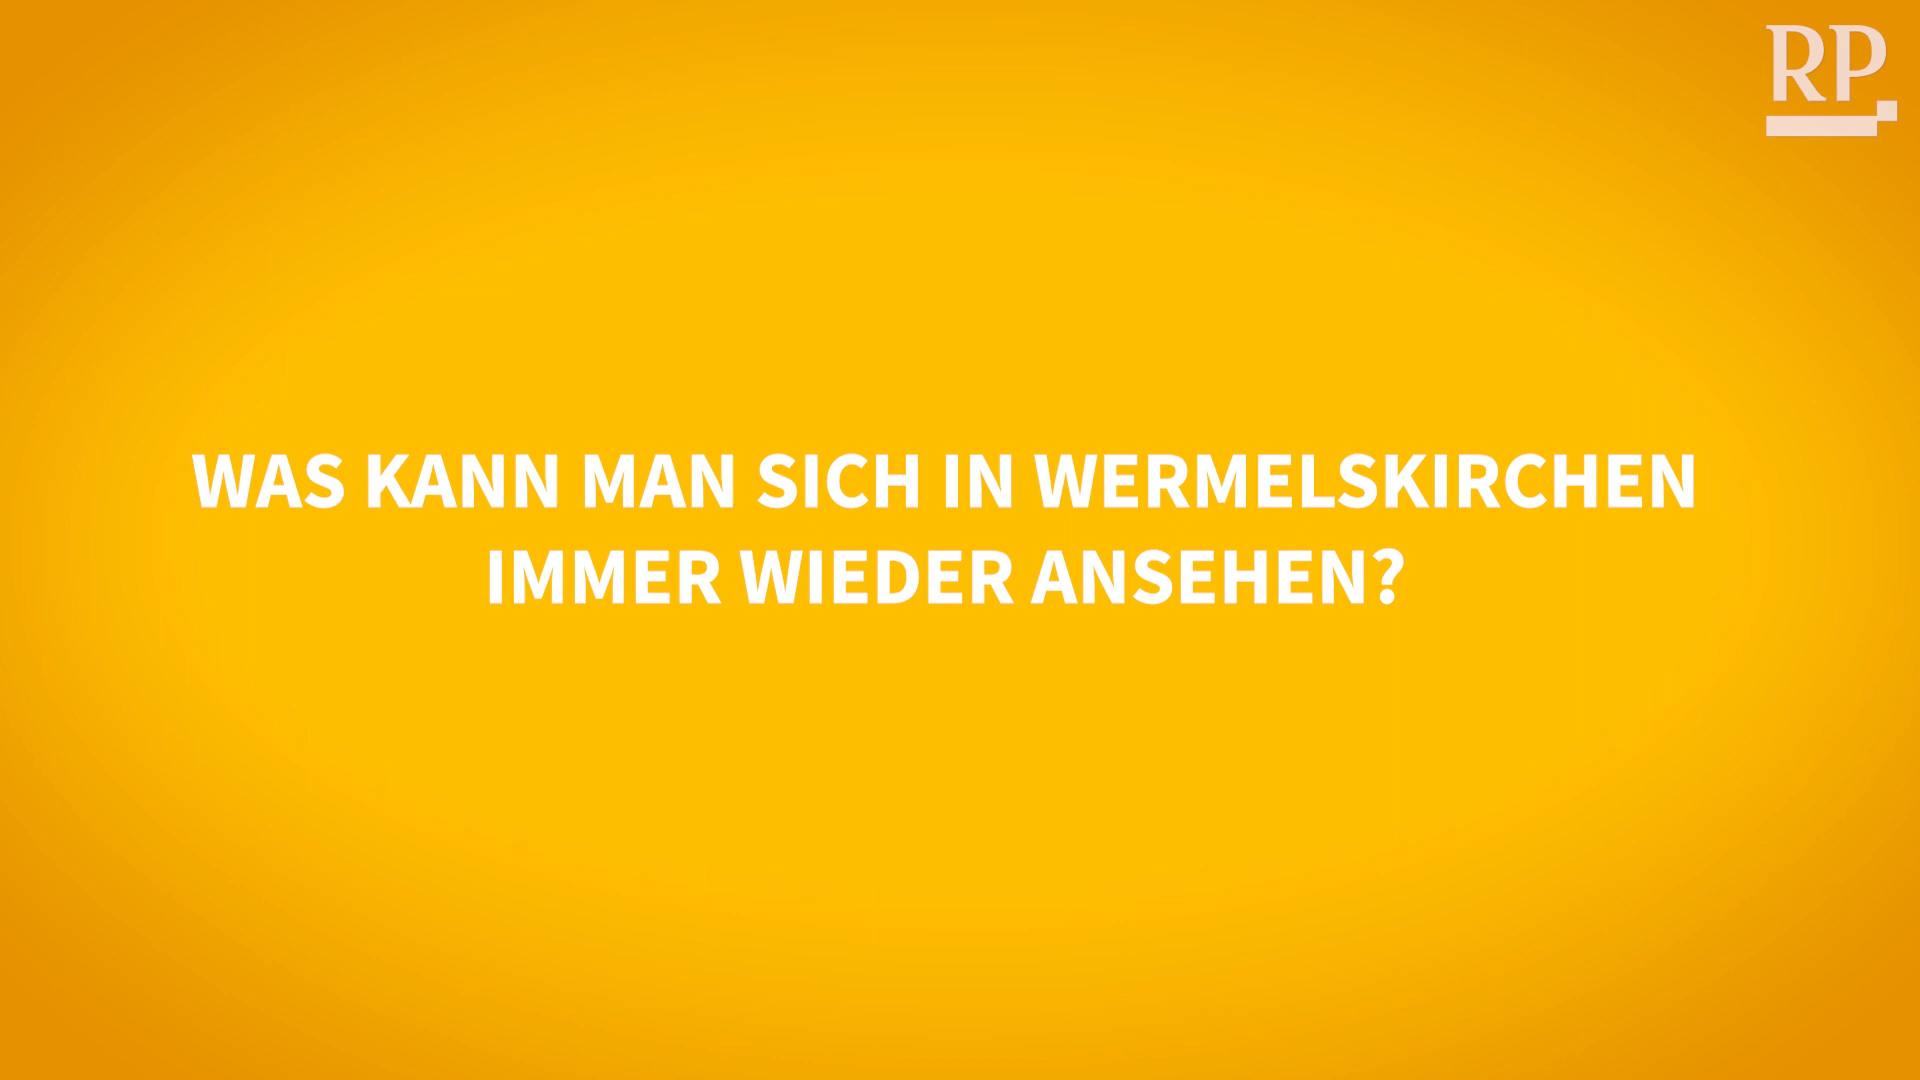 RP
WAS KANN MAN SICH IN WERMELSKIRCHEN
IMMER WIEDER ANSEHEN?